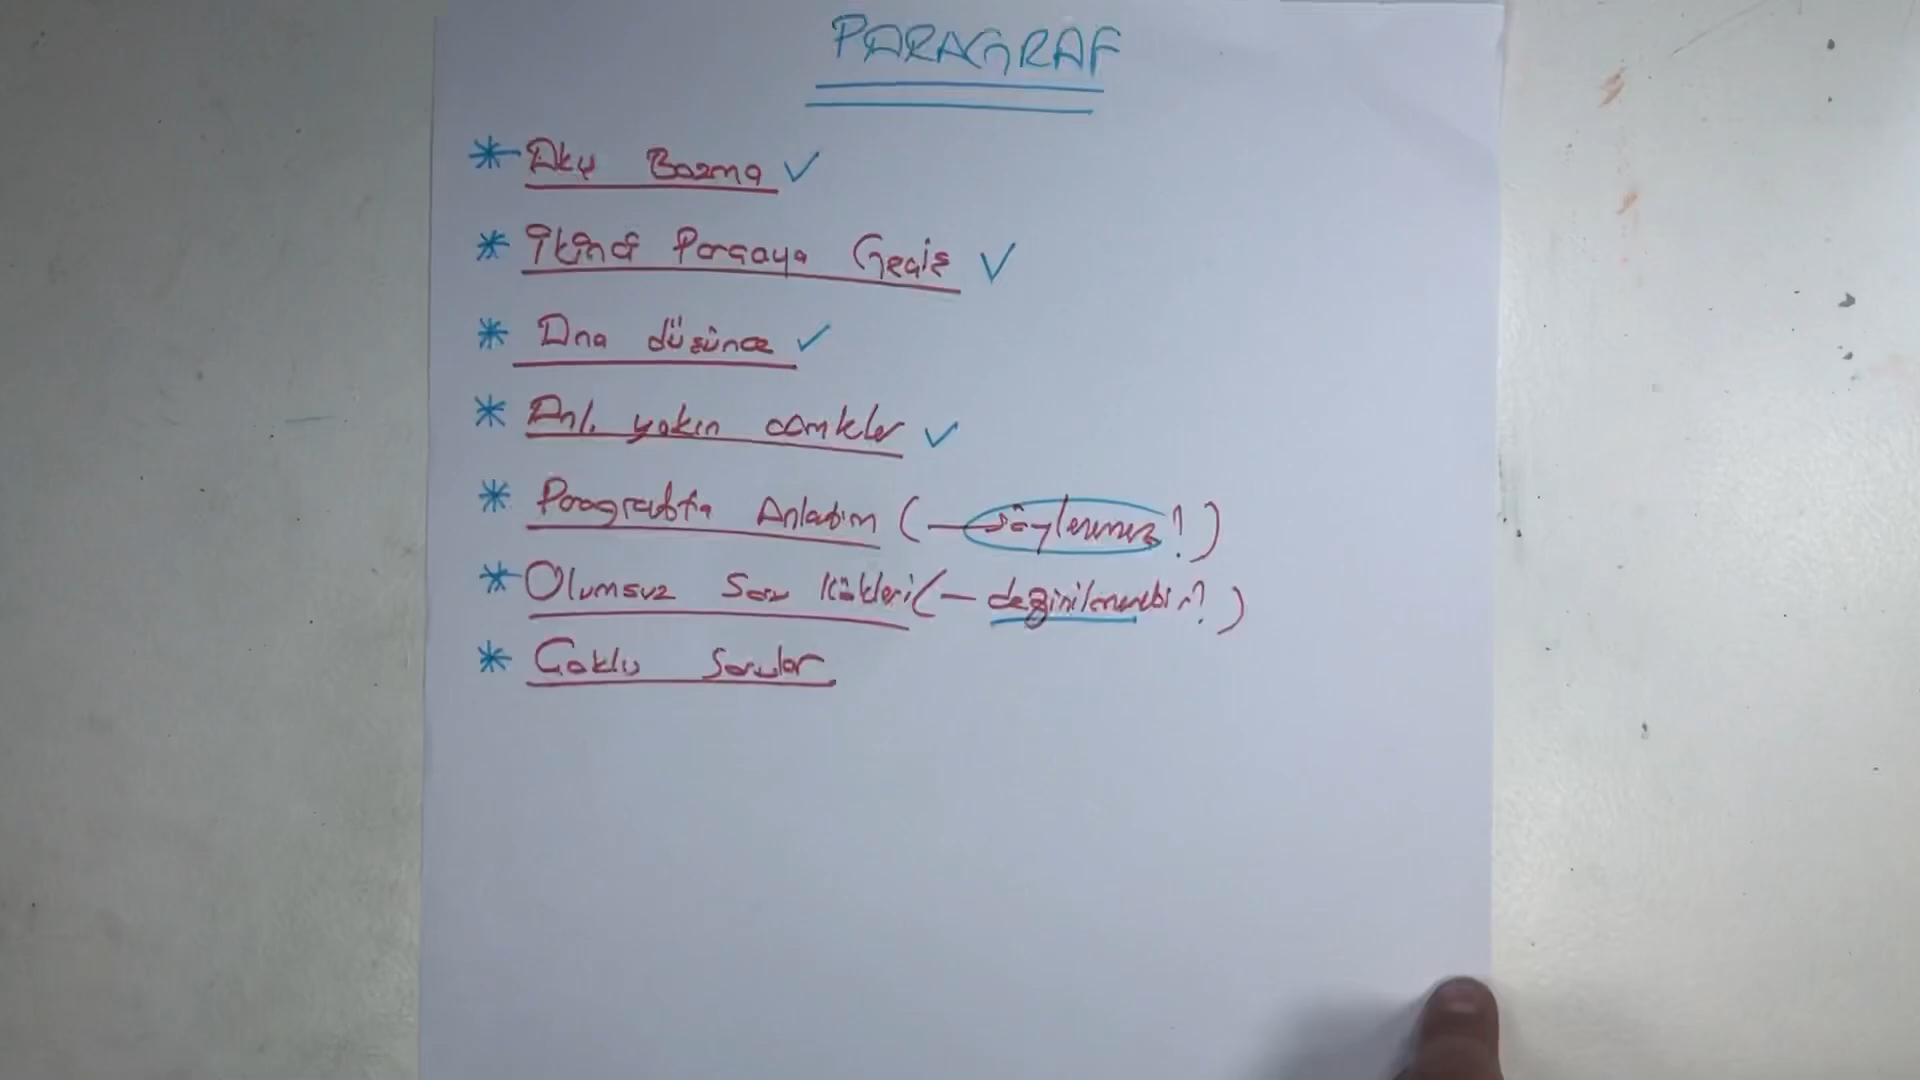 PARAGRAF
* Akış Bozma ✓
* İkinci Parçaya Geçiş ✓
* Ana düşünce ✓
* Anl. yakın cümleler ✓
* Paragrafta Anlatım ( — söylenemez? )
* Olumsuz Soru Kökleri ( — değinilmemiştir? )
* Çoklu Sorular